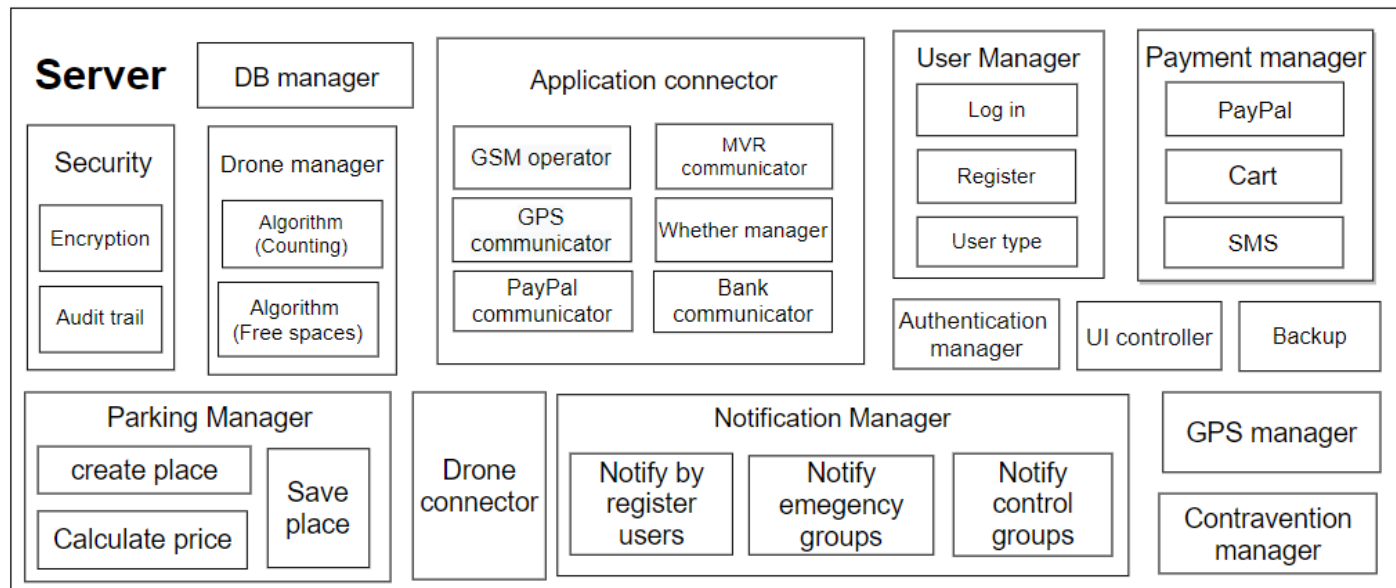 Server
DB manager
Security
Encryption
Audit trail
Drone manager
Algorithm
(Counting)
Algorithm
(Free spaces)
Application connector
GSM operator
MVR
communicator
GPS
communicator
Whether manager
PayPal
communicator
Bank
communicator
User Manager
Log in
Register
User type
Payment manager
PayPal
Cart
SMS
Authentication
manager
UI controller
Backup
Parking Manager
create place
Calculate price
Save
place
Drone
connector
Notification Manager
Notify by
register
users
Notify
emegency
groups
Notify
control
groups
GPS manager
Contravention
manager